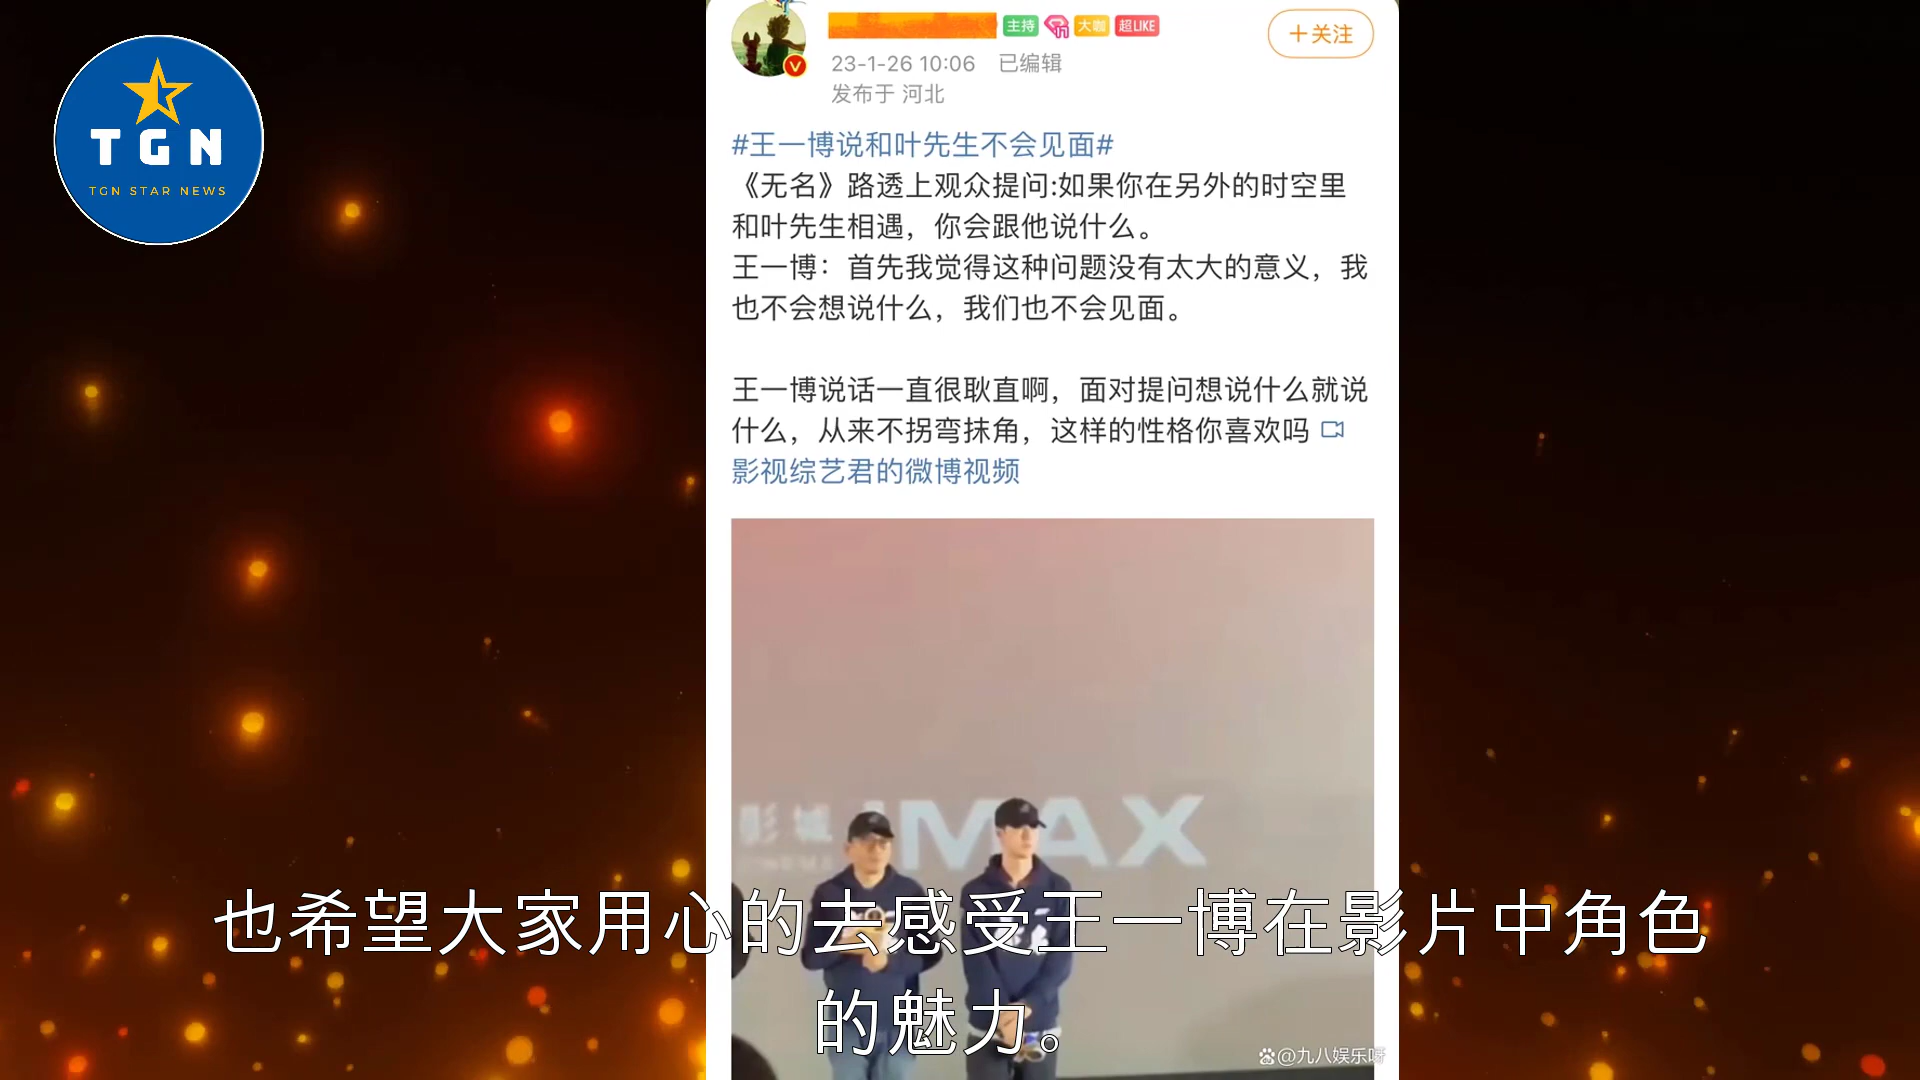 TGN
TGN STAR NEWS
主持 大咖 超LIKE
+关注
23-1-26 10:06 已编辑
发布于 河北
#王一博说和叶先生不会见面#
《无名》路透上观众提问:如果你在另外的时空里
和叶先生相遇，你会跟他说什么。
王一博：首先我觉得这种问题没有太大的意义，我
也不会想说什么，我们也不会见面。
王一博说话一直很耿直啊，面对提问想说什么就说
什么，从来不拐弯抹角，这样的性格你喜欢吗
影视综艺君的微博视频
影城 IMAX
也希望大家用心的去感受王一博在影片中角色
的魅力。
@九八娱乐呀